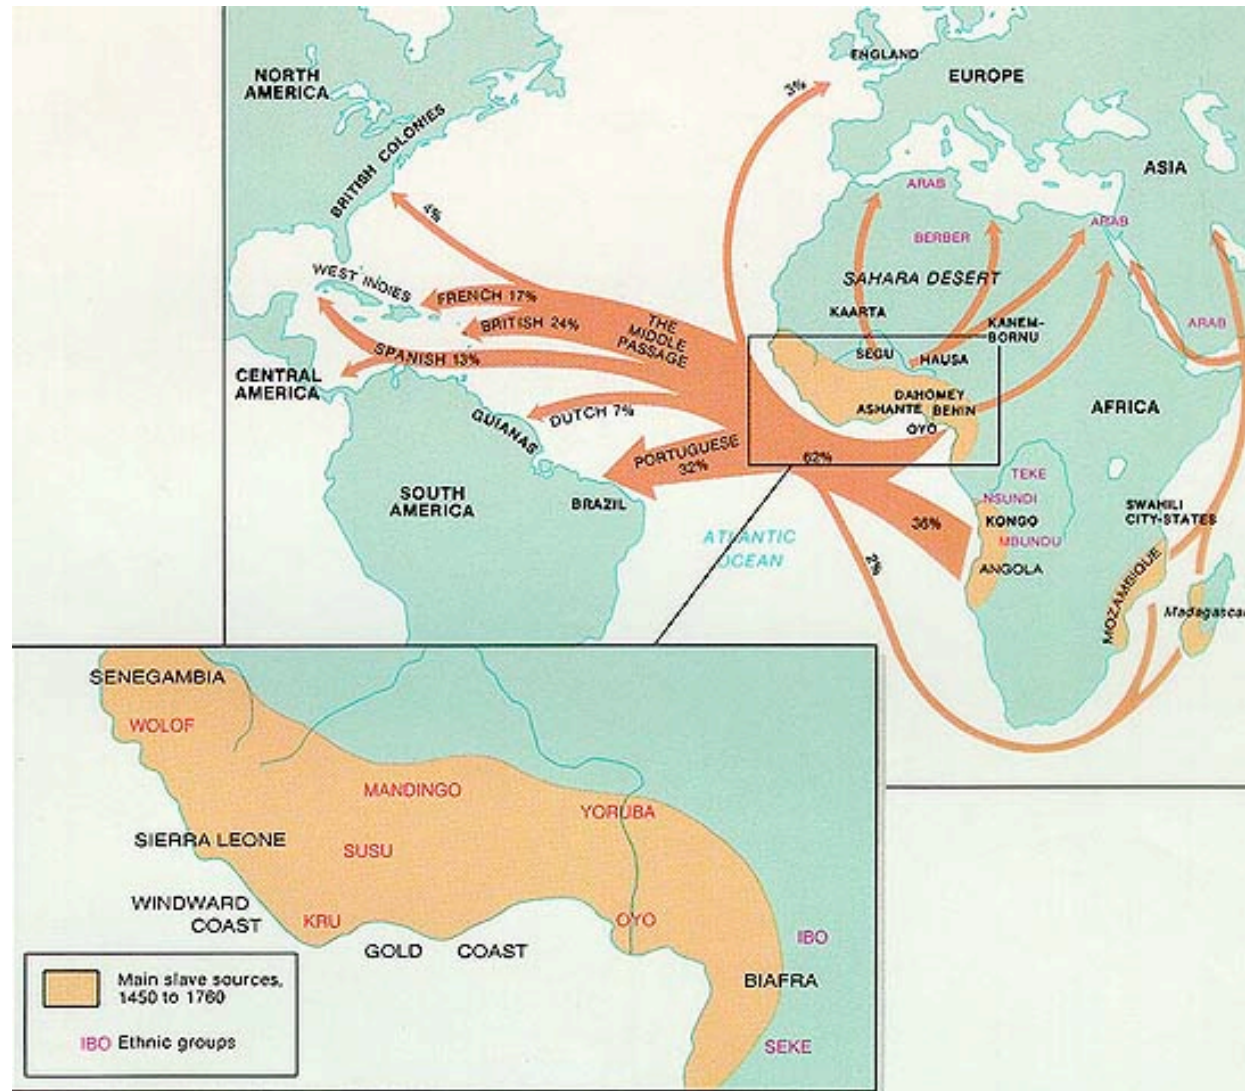 NORTH
AMERICA
BRITISH COLONIES
4%
WEST INDIES
FRENCH 17%
BRITISH 24%
THE
MIDDLE
PASSAGE
SPANISH 13%
CENTRAL
AMERICA
DUTCH 7%
GUIANAS
PORTUGUESE
32%
SOUTH
AMERICA
BRAZIL
ATLANTIC
OCEAN
3%
ENGLAND
EUROPE
ASIA
ARAB
ARAB
BERBER
SAHARA DESERT
KAARTA
KANEM-
BORNU
ARAB
SEGU
HAUSA
DAHOMEY
ASHANTE
BENIN
OYO
AFRICA
62%
TEKE
NSUNDI
KONGO
MBUNDU
ANGOLA
36%
2%
SWAHILI
CITY-STATES
MOZAMBIQUE
Madagascar
SENEGAMBIA
WOLOF
MANDINGO
YORUBA
SIERRA LEONE
SUSU
WINDWARD
COAST
KRU
GOLD COAST
OYO
IBO
BIAFRA
SEKE
Main slave sources,
1450 to 1760
IBO Ethnic groups